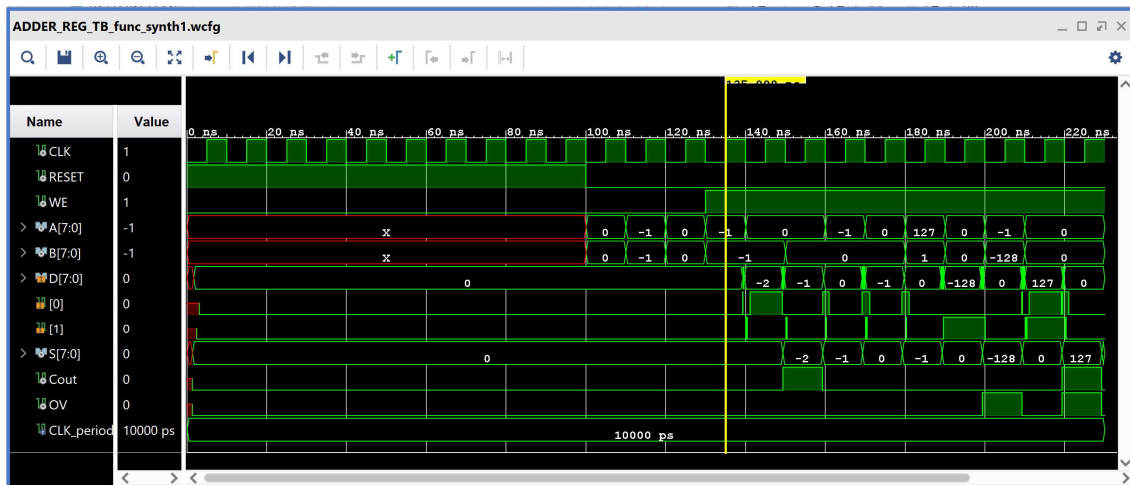 ADDER_REG_TB_func_synth1.wcfg
Name Value
0 ns 20 ns 40 ns 60 ns 80 ns 100 ns 120 ns 140 ns 160 ns 180 ns 200 ns 220 ns
CLK 1
RESET 0
WE 1
A[7:0] -1 X 0 -1 0 -1 0 -1 0 127 0 -1 0
B[7:0] -1 X 0 -1 0 -1 0 1 0 -128 0
D[7:0] 0 0 -2 -1 0 -1 0 -128 0 127 0
[0] 0
[1] 0
S[7:0] 0 0 -2 -1 0 -1 0 -128 0 127
Cout 0
OV 0
CLK_period 10000 ps 10000 ps